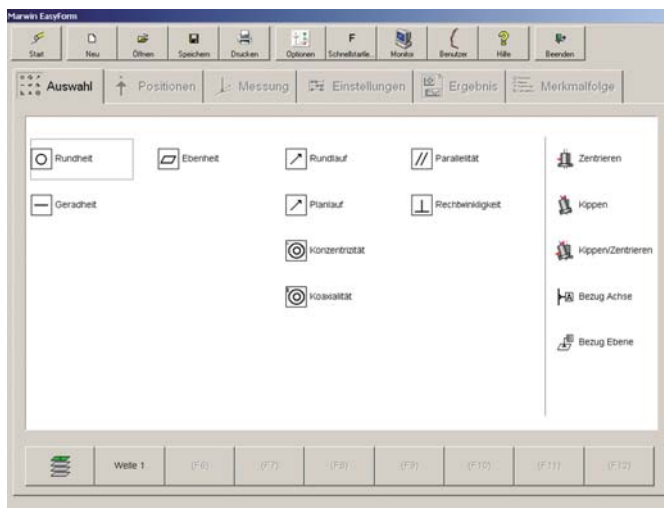 Marwin EasyForm
Start Neu Öffnen Speichern Drucken Optionen Schnellstartle... Monitor Benutzer Hilfe Beenden
Auswahl Positionen Messung Einstellungen Ergebnis Merkmalfolge
Rundheit Ebenheit Rundlauf Parallelität Zentrieren
Geradheit Planlauf Rechtwinkligkeit Kippen
Konzentrizität Kippen/Zentrieren
Koaxialität Bezug Achse
Bezug Ebene
Welle 1 (F6) (F7) (F8) (F9) (F10) (F11) (F12)